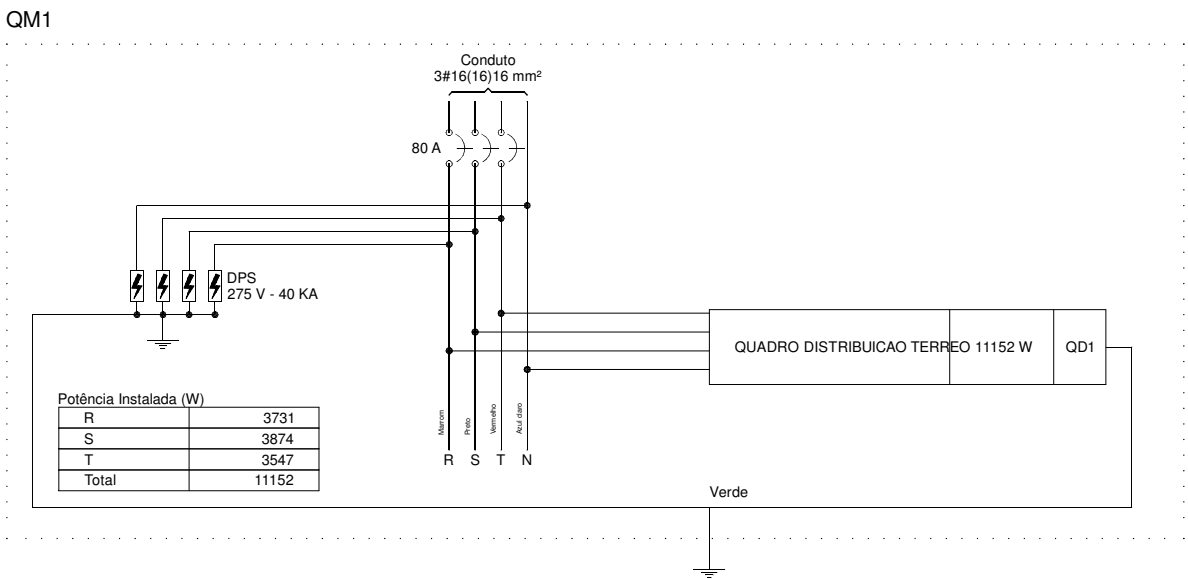 QM1
Conduto
3#16(16)16 mm²
80 A
DPS
275 V - 40 KA
QUADRO DISTRIBUICAO TERREO 11152 W QD1
Potência Instalada (W)
R 3731
S 3874
T 3547
Total 11152
Marrom Preto Vermelho Azul claro
R S T N
Verde